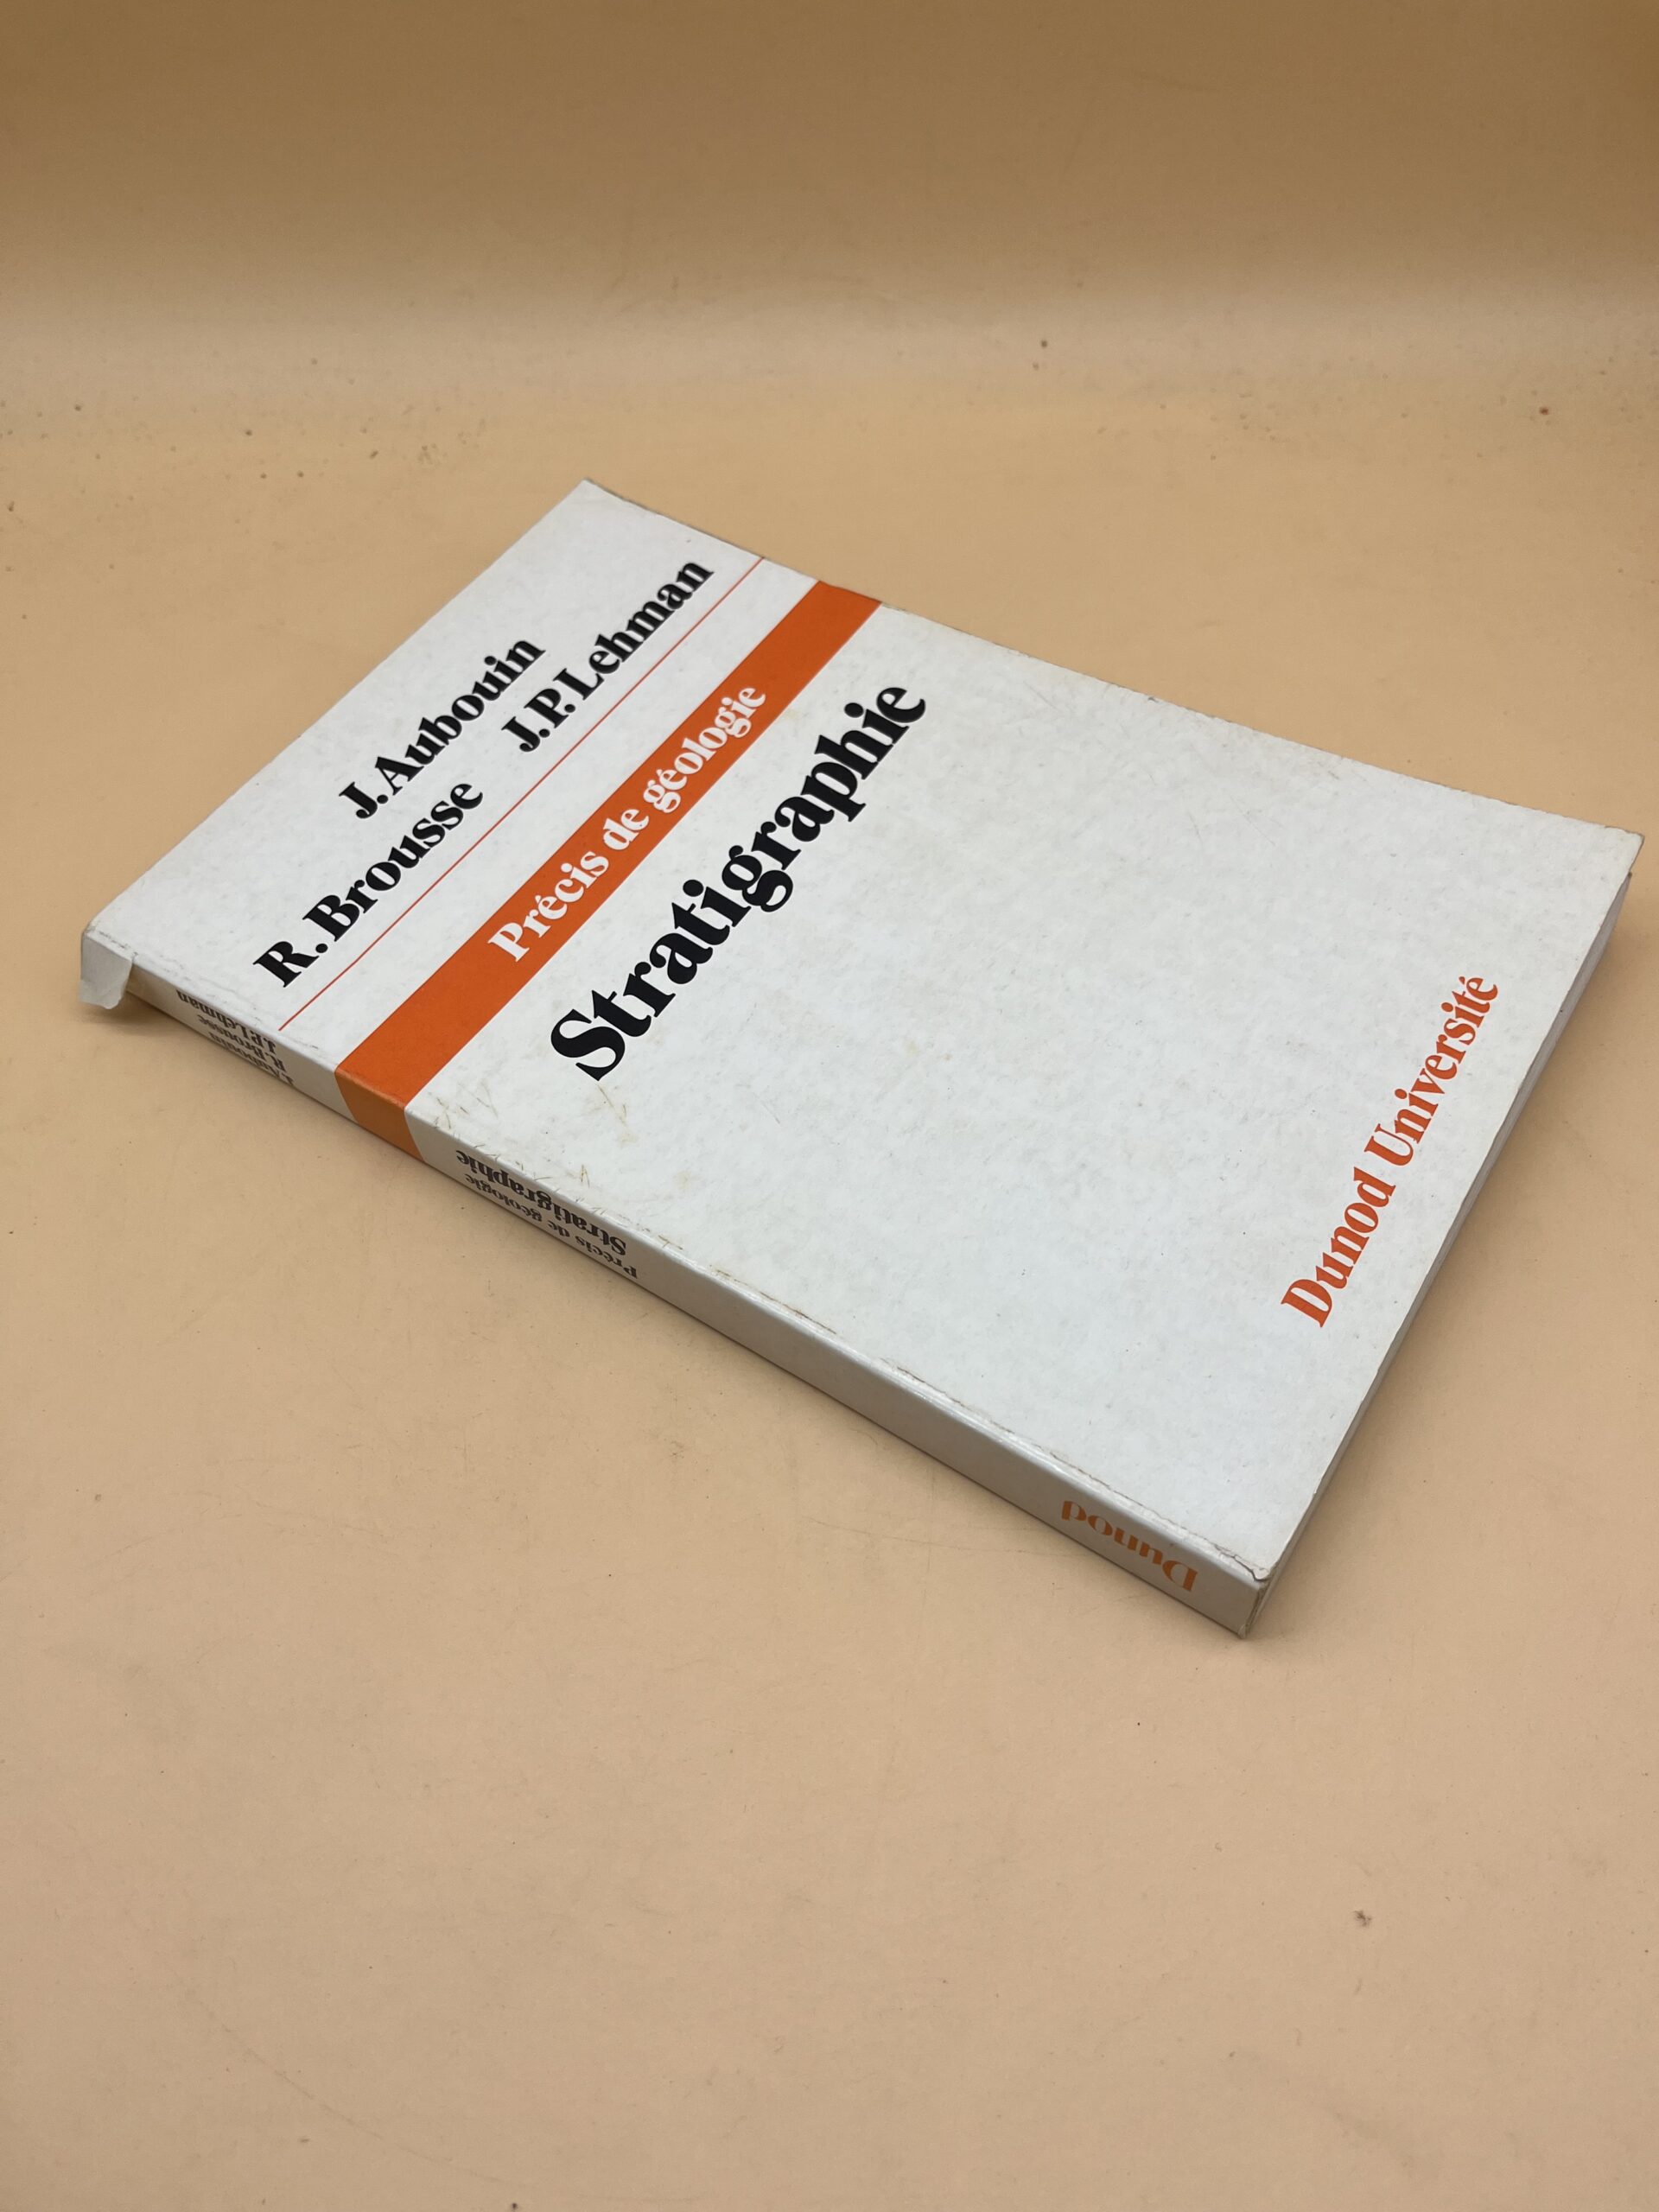 J. Aubouin
R. Brousse J.P. Lehman
Précis de géologie
Stratigraphie
Dunod Université
J. Aubouin
R. Brousse
J.P. Lehman
Précis de géologie
Stratigraphie
Dunod